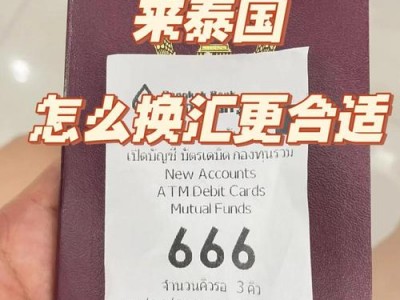 来泰国
怎么换汇更合适
เปิดบัญชี บัตรเดบิต กองทุนรวม
New Accounts
ATM Debit Cards
Mutual Funds
666
จำนวนคิวรอ 3 คิว